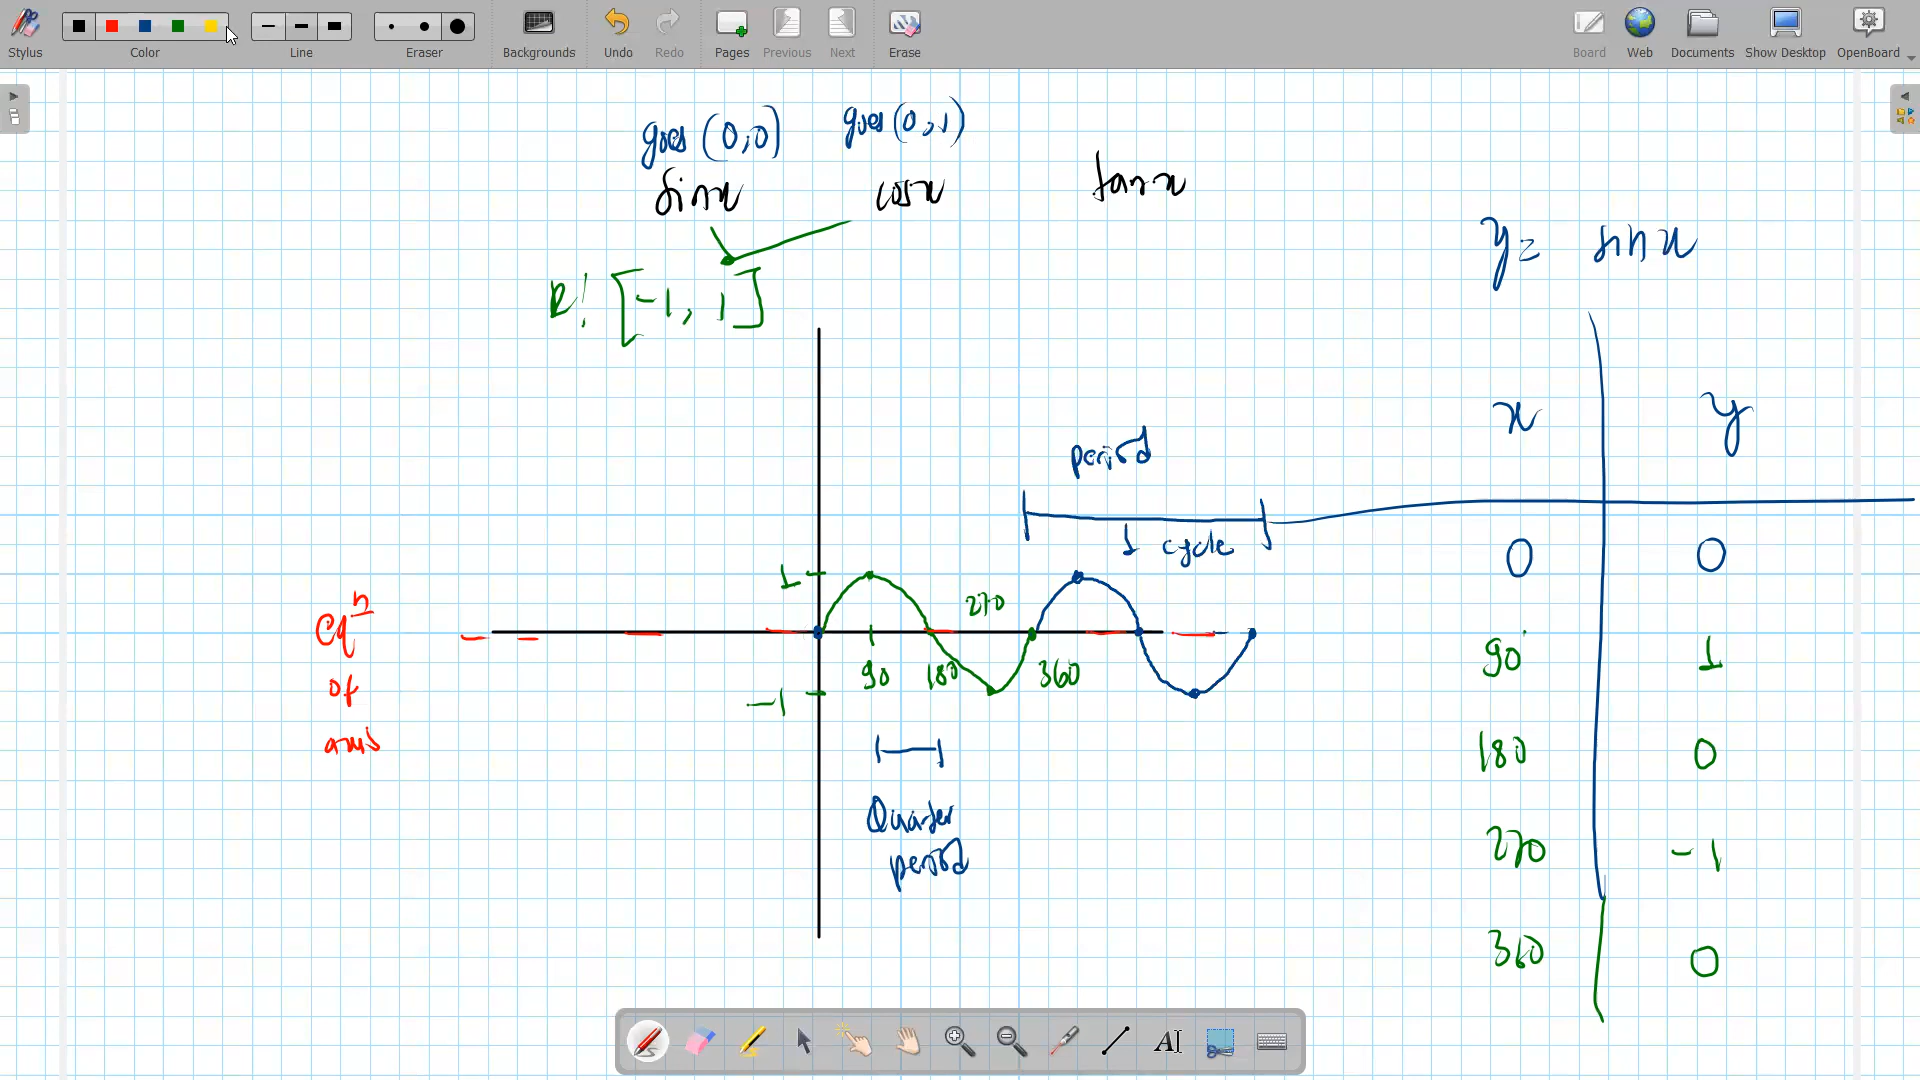 Stylus
Color
Line
Eraser
Backgrounds
Undo
Redo
Pages
Previous
Next
Erase
Board
Web
Documents
Show Desktop
OpenBoard
goes (0,0) goes (0,1)
sinx cosx tanx
R: [-1, 1]
y = sin x
x y
0 0
90 1
180 0
270 -1
360 0
period
1 cycle
1
-1
90 180 270 360
Quarter
period
eqn
of
axis